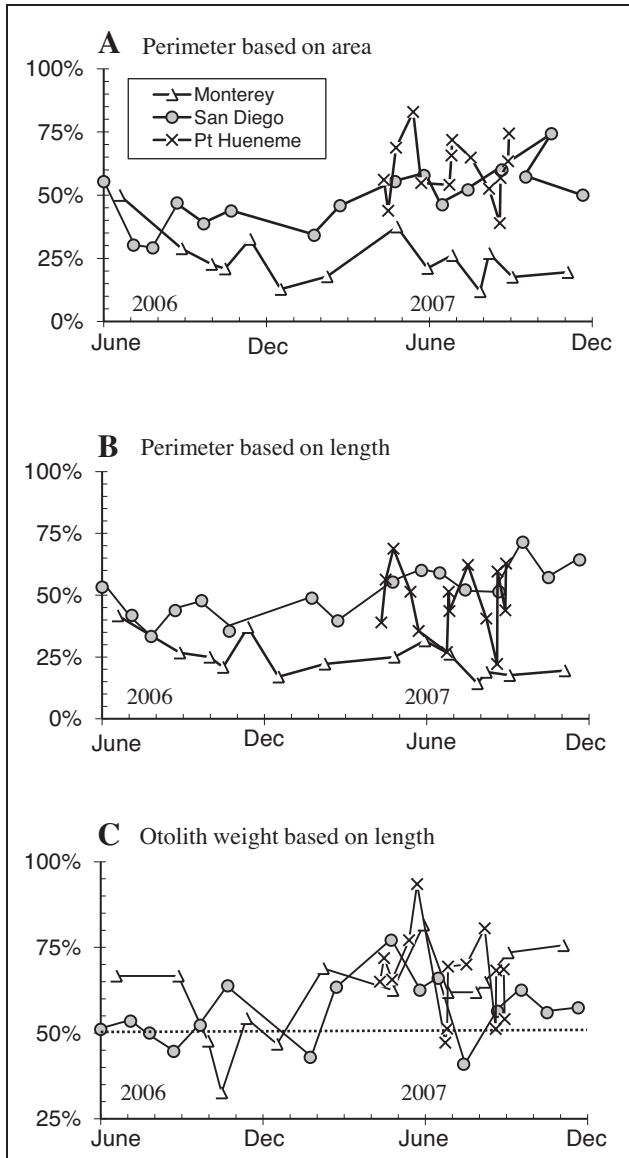 A Perimeter based on area
100%
75%
50%
25%
0%
Monterey
San Diego
Pt Hueneme
2006
2007
June
Dec
June
Dec
B Perimeter based on length
100%
75%
50%
25%
0%
2006
2007
June
Dec
June
Dec
C Otolith weight based on length
100%
75%
50%
25%
2006
2007
June
Dec
June
Dec